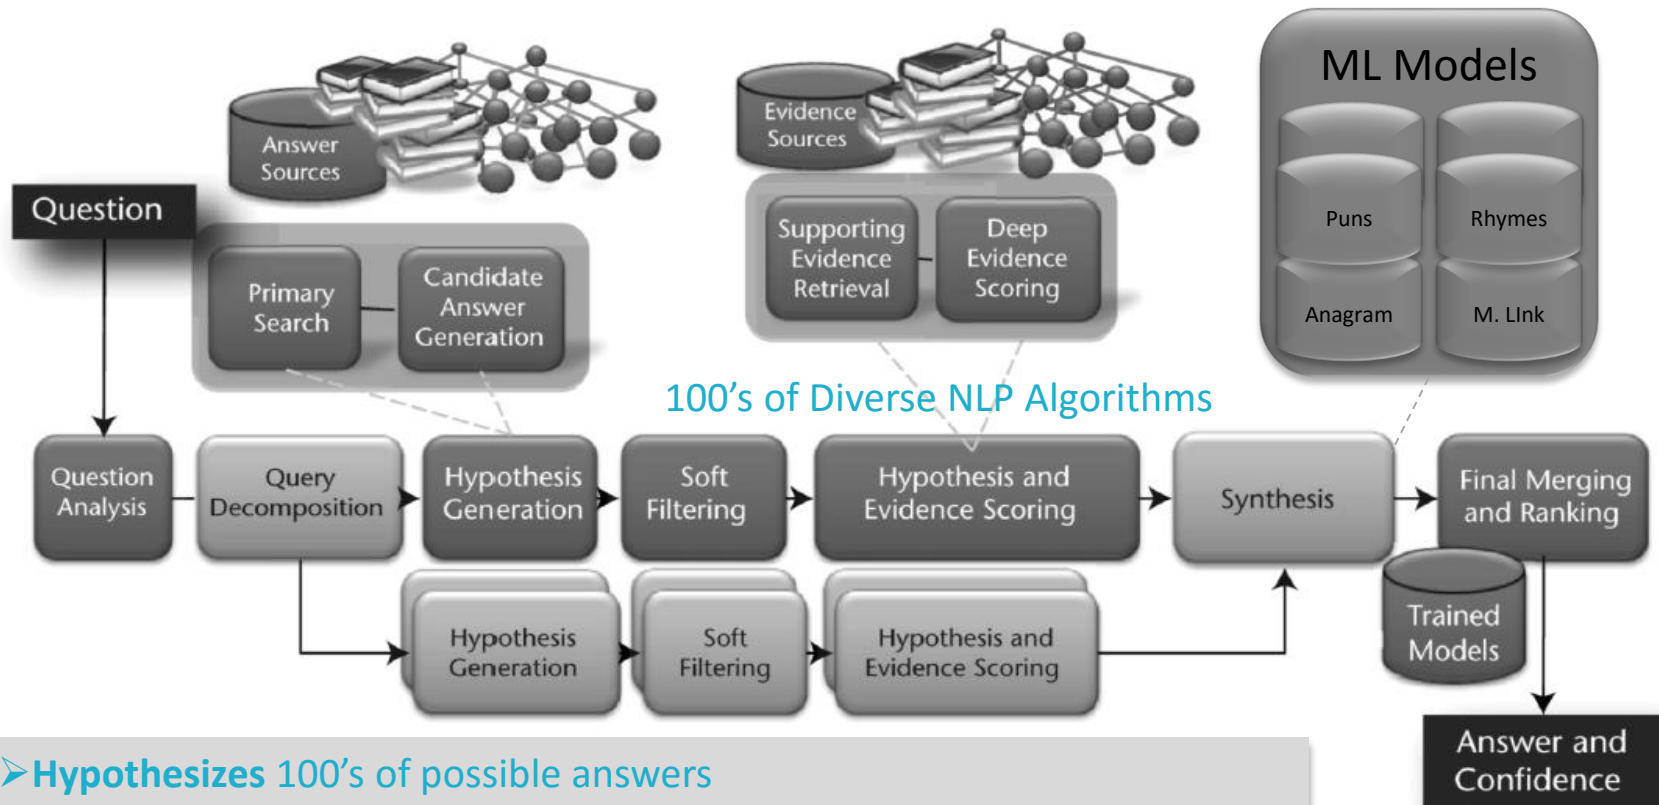 Answer
Sources
Evidence
Sources
ML Models
Puns
Rhymes
Anagram
M. LInk
Question
Primary
Search
Candidate
Answer
Generation
Supporting
Evidence
Retrieval
Deep
Evidence
Scoring
100’s of Diverse NLP Algorithms
Question
Analysis
Query
Decomposition
Hypothesis
Generation
Soft
Filtering
Hypothesis and
Evidence Scoring
Synthesis
Final Merging
and Ranking
Hypothesis
Generation
Soft
Filtering
Hypothesis and
Evidence Scoring
Trained
Models
Answer and
Confidence
➢Hypothesizes 100’s of possible answers